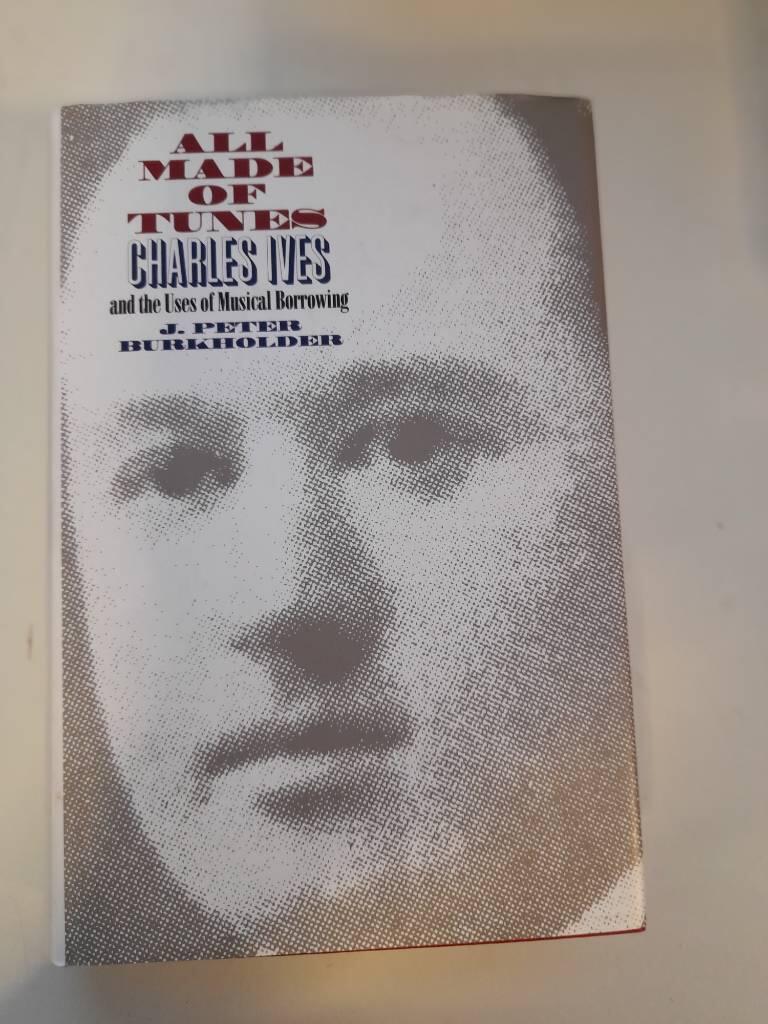 ALL
MADE
OF
TUNES
CHARLES IVES
and the Uses of Musical Borrowing
J. PETER
BURKHOLDER